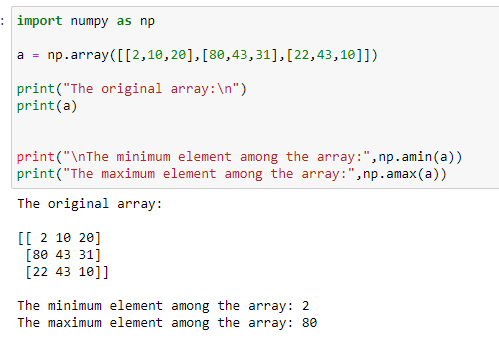 :
import numpy as np
a = np.array([[2,10,20],[80,43,31],[22,43,10]])
print("The original array:\n")
print(a)
print("\nThe minimum element among the array:",np.amin(a))
print("The maximum element among the array:",np.amax(a))
The original array:
[[ 2 10 20]
 [80 43 31]
 [22 43 10]]
The minimum element among the array: 2
The maximum element among the array: 80